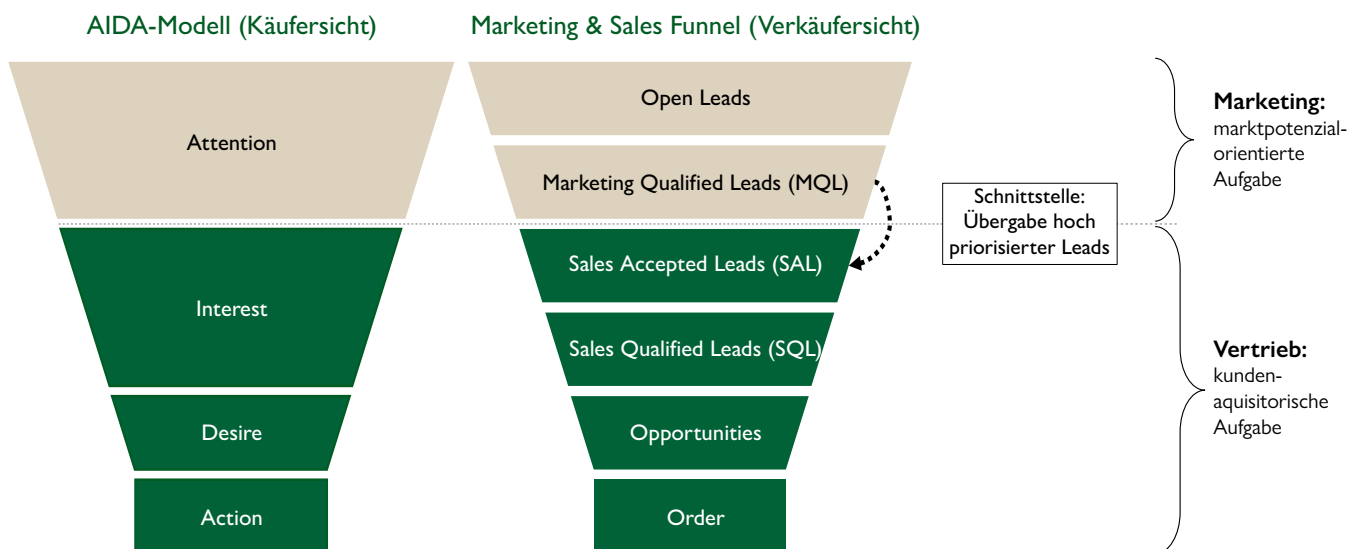 AIDA-Modell (Käufersicht)
Marketing & Sales Funnel (Verkäufersicht)
Attention
Interest
Desire
Action
Open Leads
Marketing Qualified Leads (MQL)
Sales Accepted Leads (SAL)
Sales Qualified Leads (SQL)
Opportunities
Order
Schnittstelle:
Übergabe hoch
priorisierter Leads
Marketing:
marktpotenzial-
orientierte
Aufgabe
Vertrieb:
kunden-
aquisitorische
Aufgabe